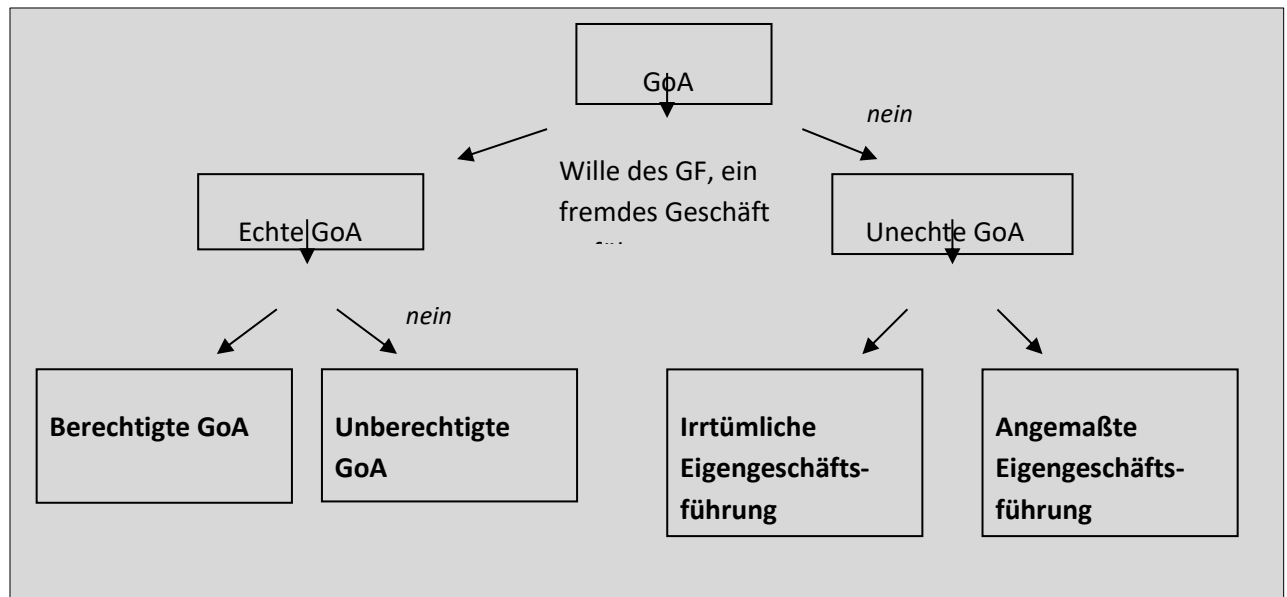 GoA
nein
Wille des GF, ein
fremdes Geschäft
Echte GoA
Unechte GoA
nein
Berechtigte GoA
Unberechtigte
GoA
Irrtümliche
Eigengeschäfts-
führung
Angemaßte
Eigengeschäfts-
führung